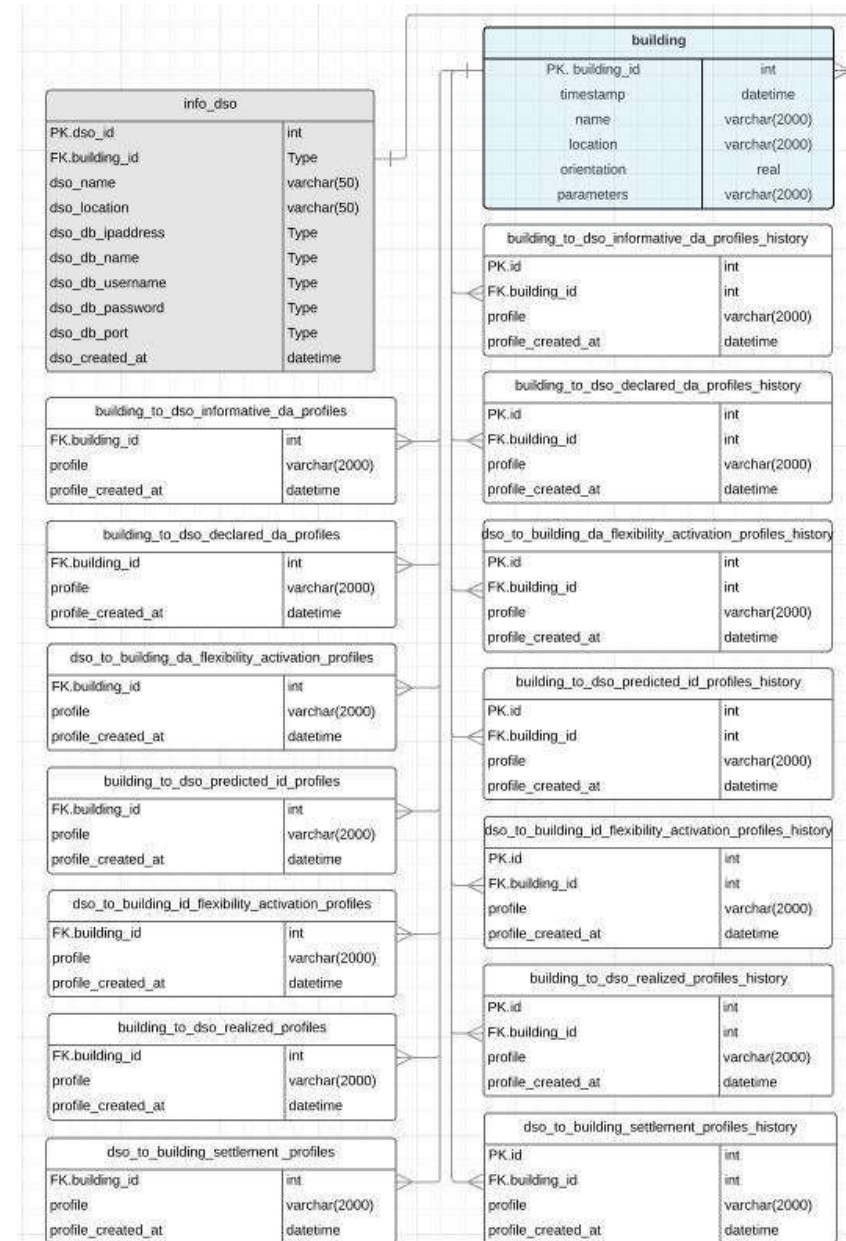 info_dso
PK.dso_id int
FK.building_id Type
dso_name varchar(50)
dso_location varchar(50)
dso_db_ipaddress Type
dso_db_name Type
dso_db_username Type
dso_db_password Type
dso_db_port Type
dso_created_at datetime
building_to_dso_informative_da_profiles
FK.building_id int
profile varchar(2000)
profile_created_at datetime
building_to_dso_declared_da_profiles
FK.building_id int
profile varchar(2000)
profile_created_at datetime
dso_to_building_da_flexibility_activation_profiles
FK.building_id int
profile varchar(2000)
profile_created_at datetime
building_to_dso_predicted_id_profiles
FK.building_id int
profile varchar(2000)
profile_created_at datetime
dso_to_building_id_flexibility_activation_profiles
FK.building_id int
profile varchar(2000)
profile_created_at datetime
building_to_dso_realized_profiles
FK.building_id int
profile varchar(2000)
profile_created_at datetime
dso_to_building_settlement _profiles
FK.building_id int
profile varchar(2000)
profile_created_at datetime
building
PK. building_id int
timestamp datetime
name varchar(2000)
location varchar(2000)
orientation real
parameters varchar(2000)
building_to_dso_informative_da_profiles_history
PK.id int
FK.building_id int
profile varchar(2000)
profile_created_at datetime
building_to_dso_declared_da_profiles_history
PK.id int
FK.building_id int
profile varchar(2000)
profile_created_at datetime
dso_to_building_da_flexibility_activation_profiles_history
PK.id int
FK.building_id int
profile varchar(2000)
profile_created_at datetime
building_to_dso_predicted_id_profiles_history
PK.id int
FK.building_id int
profile varchar(2000)
profile_created_at datetime
dso_to_building_id_flexibility_activation_profiles_history
PK.id int
FK.building_id int
profile varchar(2000)
profile_created_at datetime
building_to_dso_realized_profiles_history
PK.id int
FK.building_id int
profile varchar(2000)
profile_created_at datetime
dso_to_building_settlement_profiles_history
PK.id int
FK.building_id int
profile varchar(2000)
profile_created_at datetime